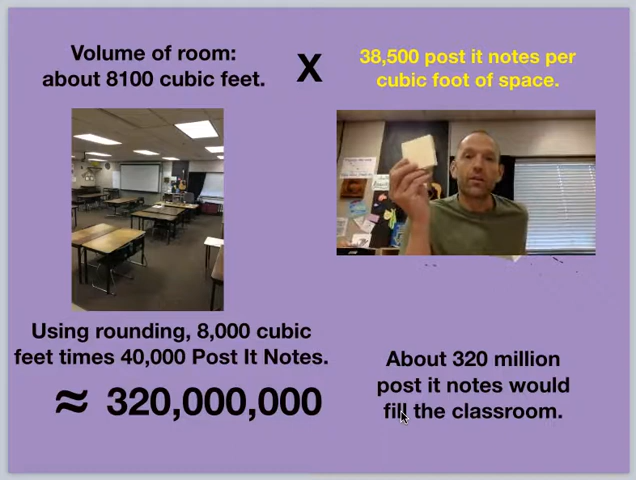 Volume of room:
about 8100 cubic feet.
X
38,500 post it notes per
cubic foot of space.
Using rounding, 8,000 cubic
feet times 40,000 Post It Notes.
≈ 320,000,000
About 320 million
post it notes would
fill the classroom.